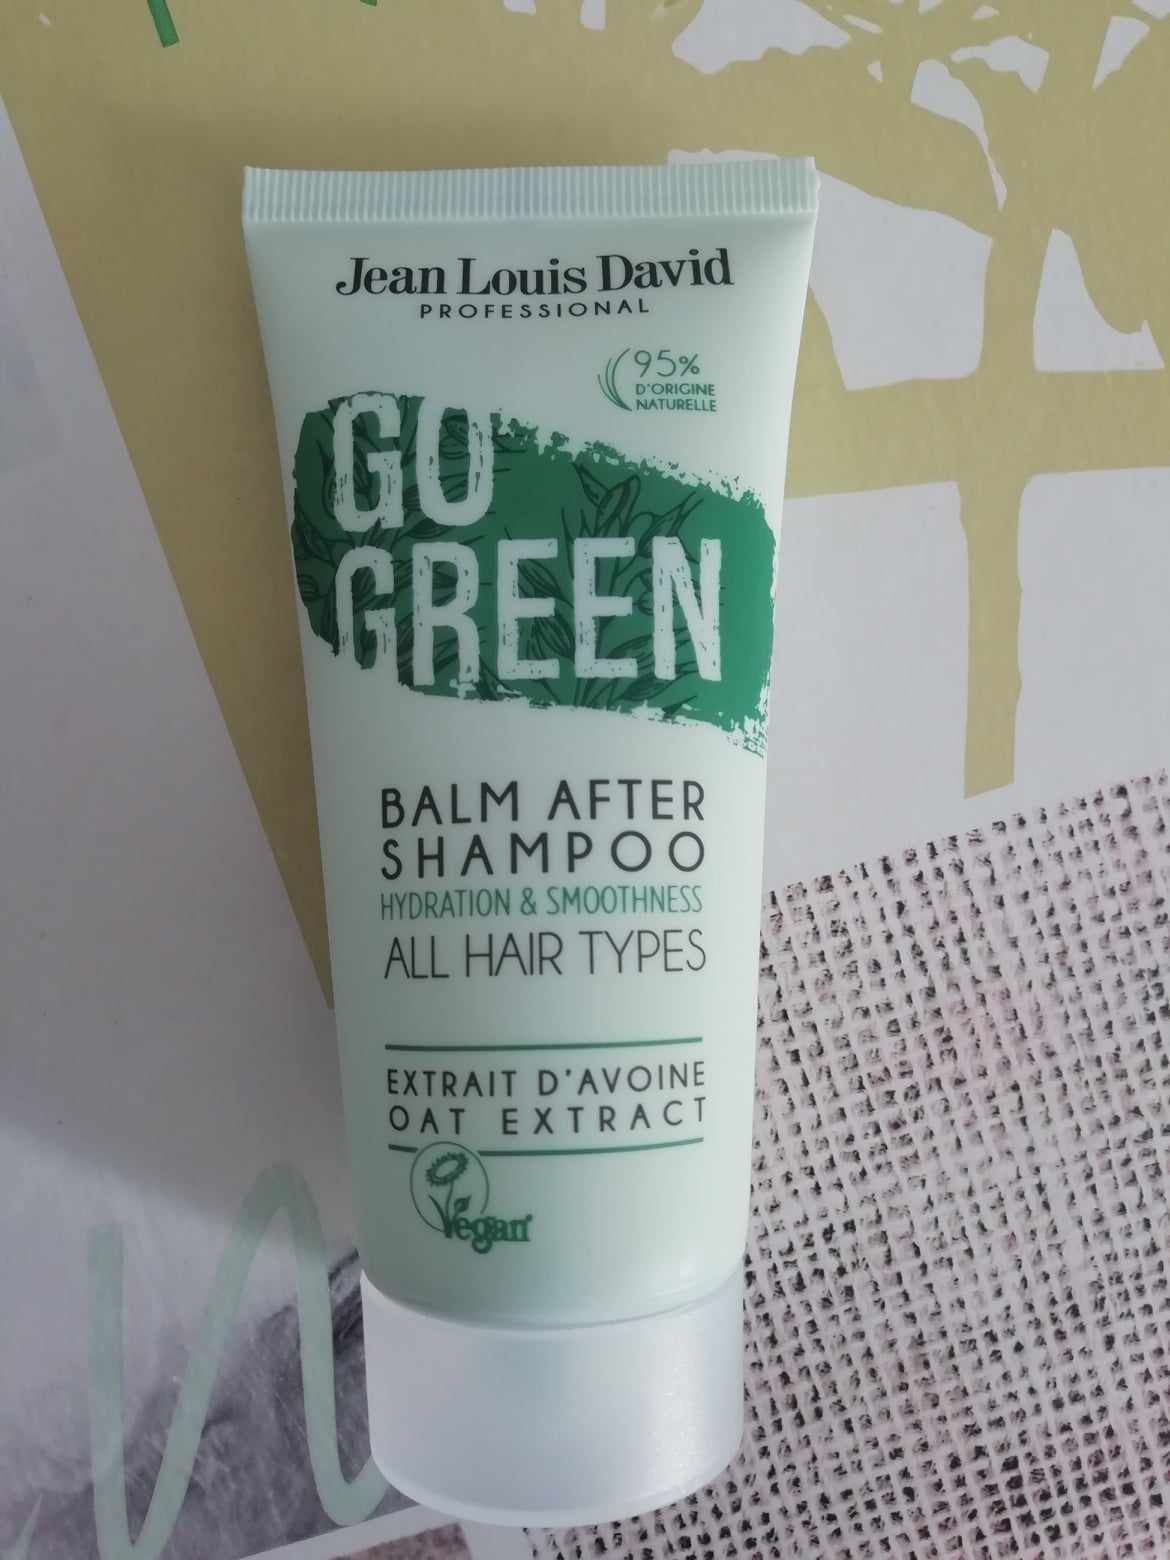 Jean Louis David
PROFESSIONAL
95%
D'ORIGINE
NATURELLE
GO
GREEN
BALM AFTER
SHAMPOO
HYDRATION & SMOOTHNESS
ALL HAIR TYPES
EXTRAIT D'AVOINE
OAT EXTRACT
Vegan